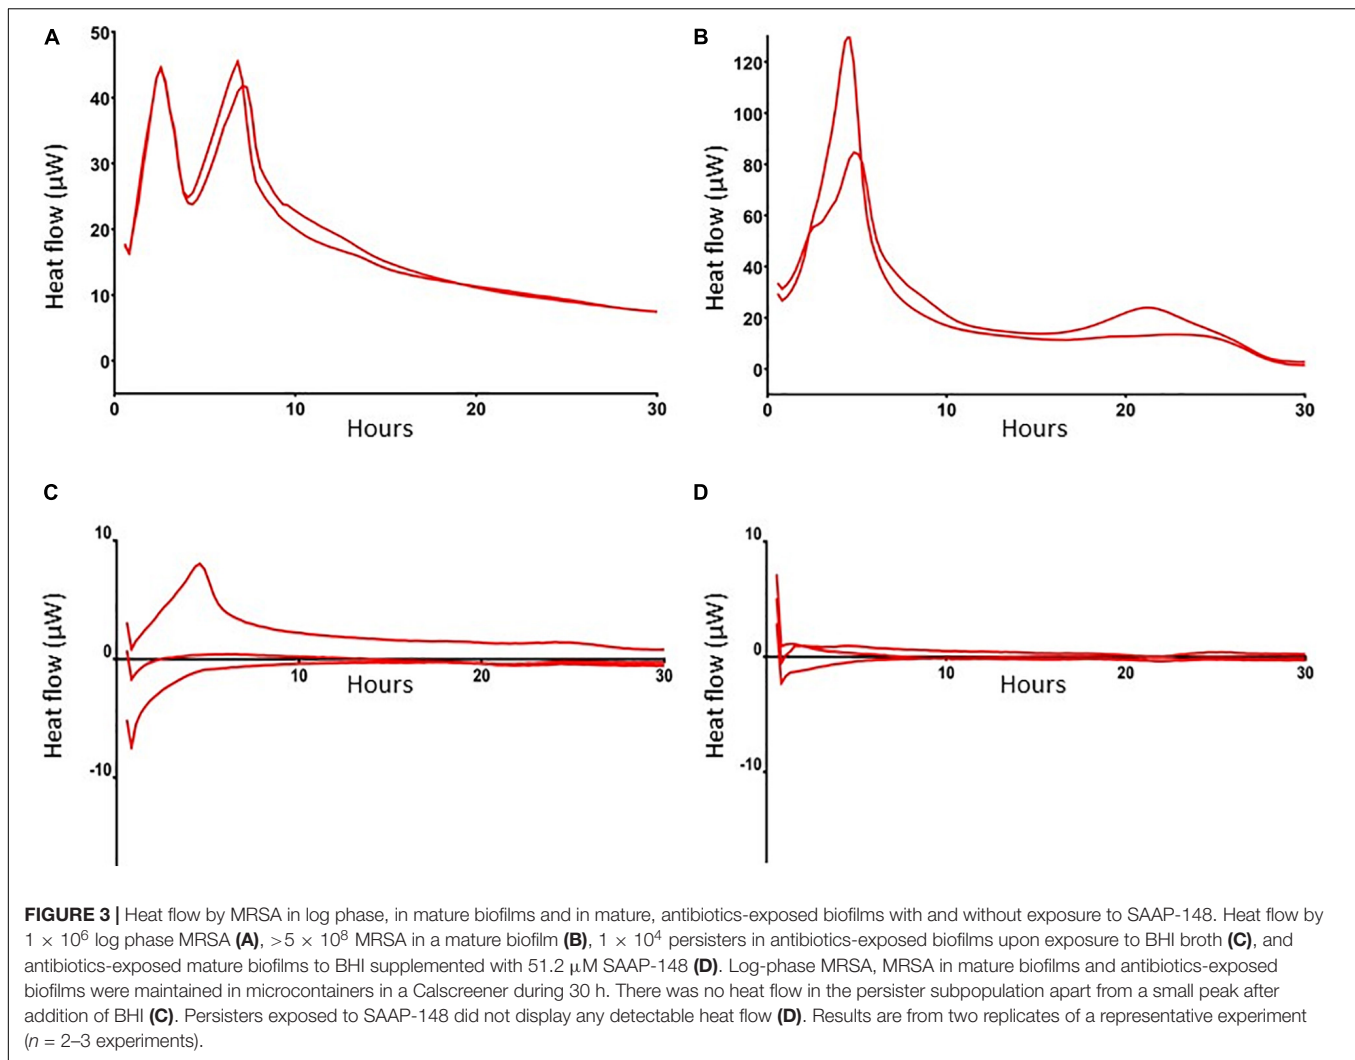 A
B
50
40
30
20
10
0
Heat flow (µW)
0 10 20 30
Hours
120
100
80
60
40
20
0
Heat flow (µW)
0 10 20 30
Hours
C
D
10
0
-10
Heat flow (µW)
10 20 30
Hours
10
0
-10
Heat flow (µW)
10 20 30
Hours
FIGURE 3 | Heat flow by MRSA in log phase, in mature biofilms and in mature, antibiotics-exposed biofilms with and without exposure to SAAP-148. Heat flow by
1 × 10⁶ log phase MRSA (A), >5 × 10⁸ MRSA in a mature biofilm (B), 1 × 10⁴ persisters in antibiotics-exposed biofilms upon exposure to BHI broth (C), and
antibiotics-exposed mature biofilms to BHI supplemented with 51.2 µM SAAP-148 (D). Log-phase MRSA, MRSA in mature biofilms and antibiotics-exposed
biofilms were maintained in microcontainers in a Calscreener during 30 h. There was no heat flow in the persister subpopulation apart from a small peak after
addition of BHI (C). Persisters exposed to SAAP-148 did not display any detectable heat flow (D). Results are from two replicates of a representative experiment
(n = 2–3 experiments).